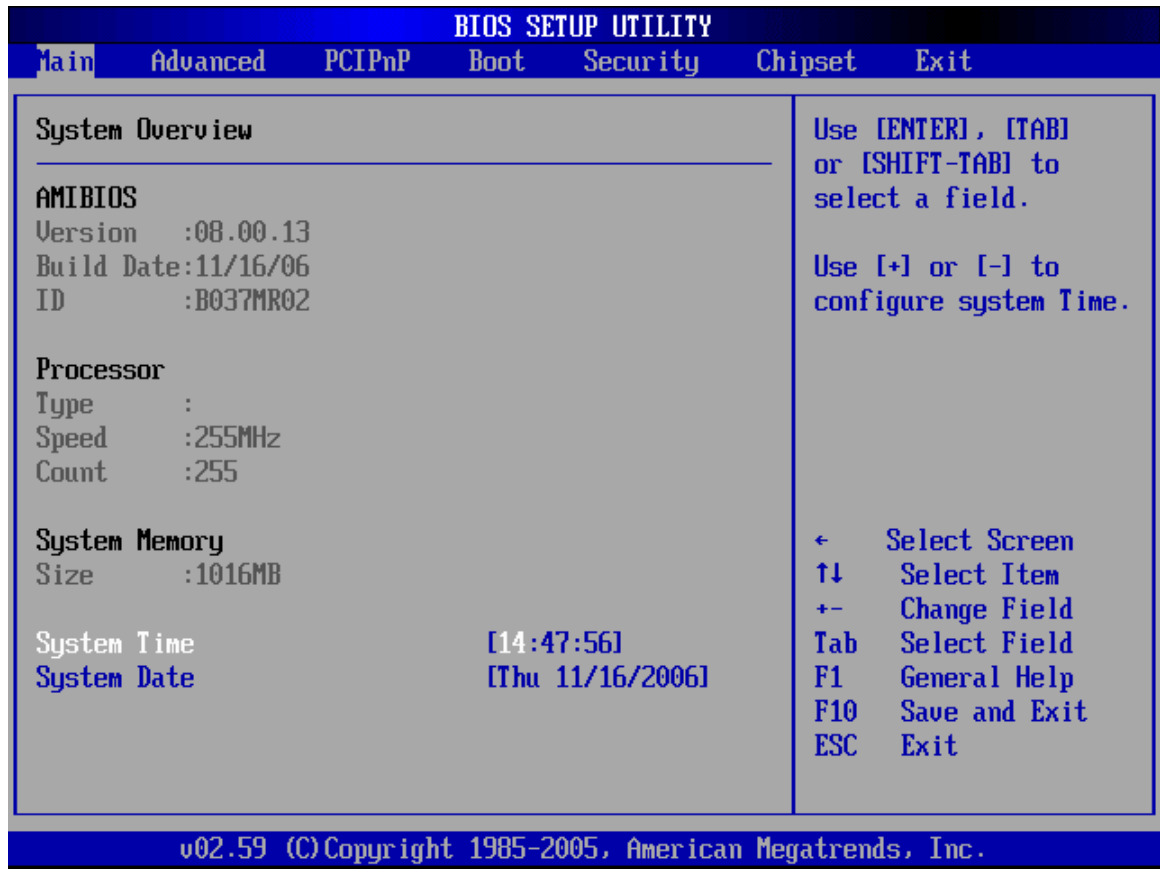 BIOS SETUP UTILITY
Main Advanced PCIPnP Boot Security Chipset Exit
System Overview
AMIBIOS
Version :08.00.13
Build Date:11/16/06
ID :B037MR02
Processor
Type :
Speed :255MHz
Count :255
System Memory
Size :1016MB
System Time [14:47:56]
System Date [Thu 11/16/2006]
Use [ENTER], [TAB]
or [SHIFT-TAB] to
select a field.
Use [+] or [-] to
configure system Time.
← Select Screen
↑↓ Select Item
+- Change Field
Tab Select Field
F1 General Help
F10 Save and Exit
ESC Exit
v02.59 (C)Copyright 1985-2005, American Megatrends, Inc.